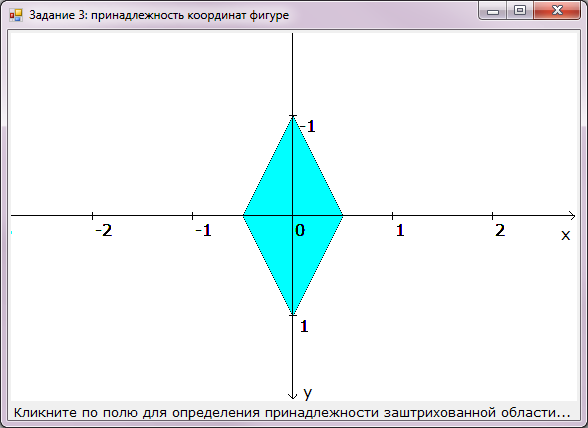 Задание 3: принадлежность координат фигуре
-1
-2 -1 0 1 2
x
1
y
Кликните по полю для определения принадлежности заштрихованной области...